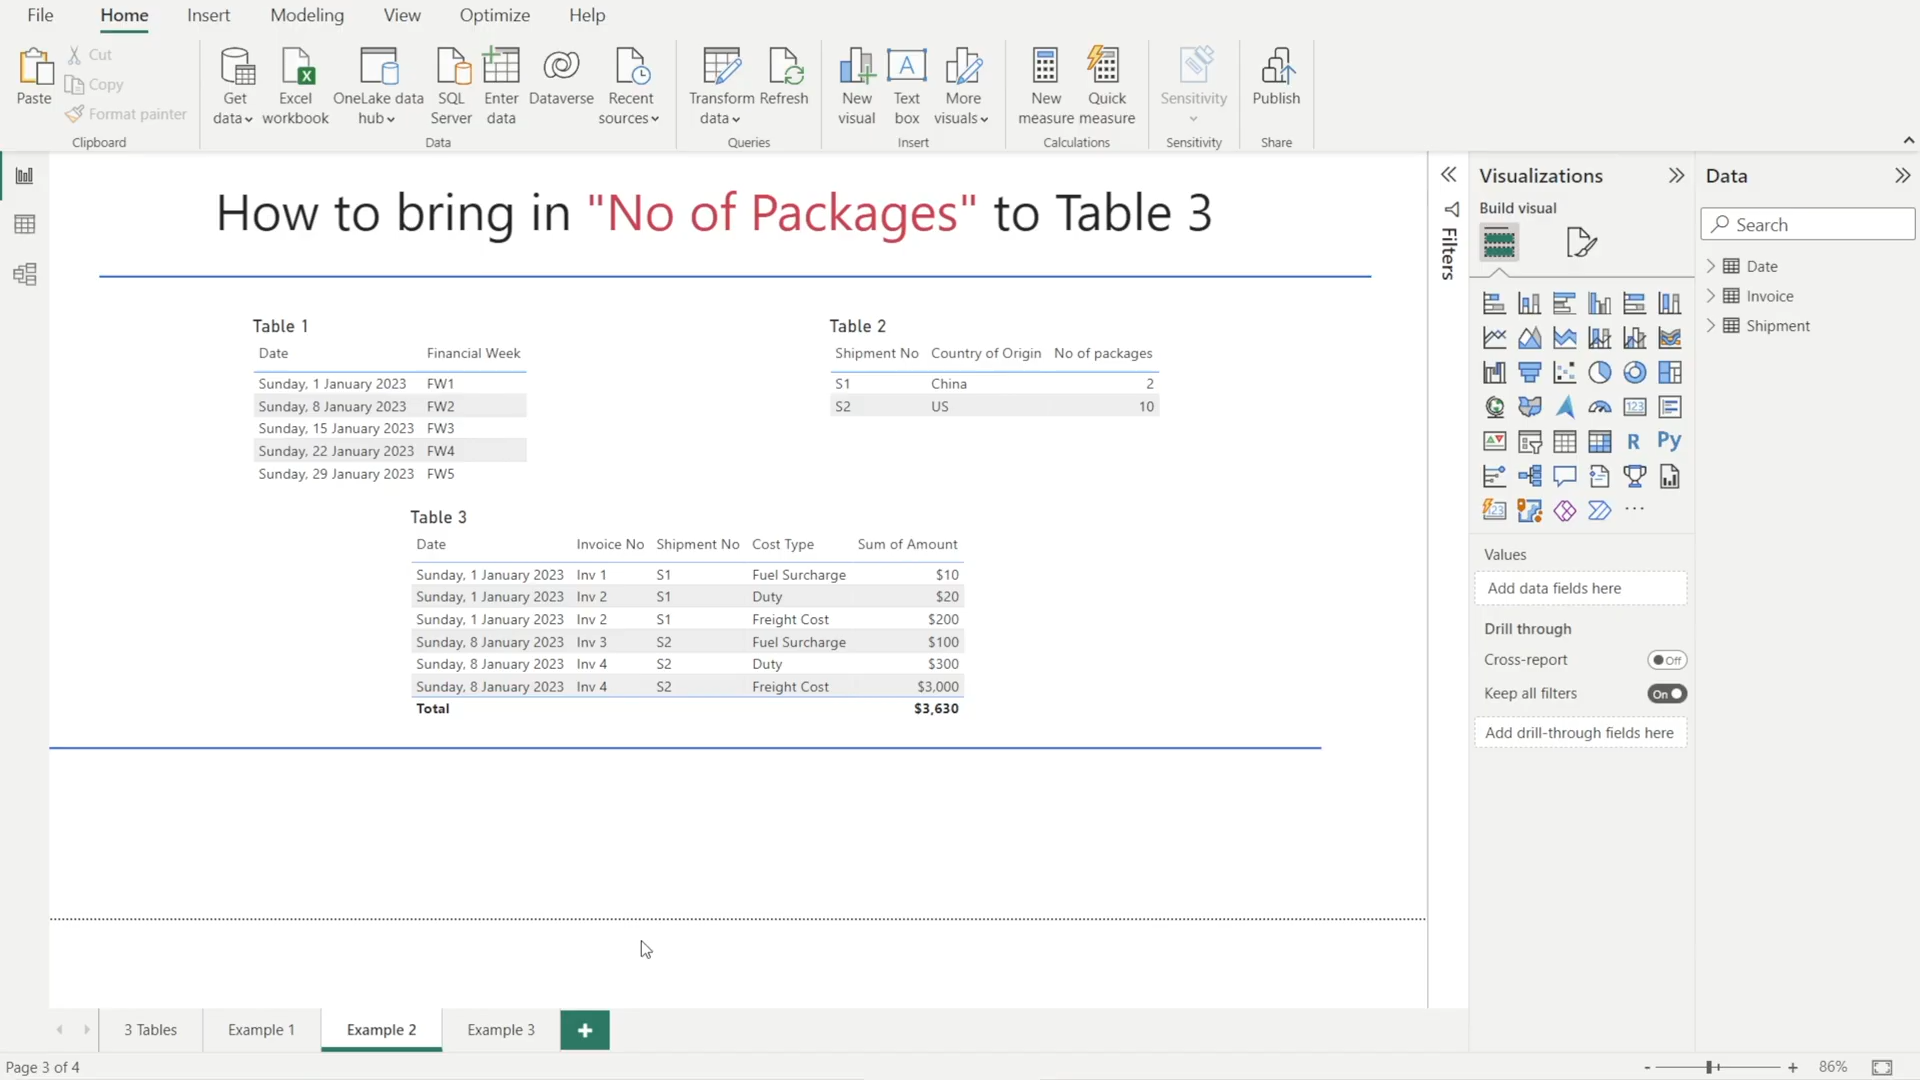 File Home Insert Modeling View Optimize Help
Paste
Cut
Copy
Format painter
Clipboard
Get data
Excel workbook
OneLake data hub
SQL Server
Enter data
Dataverse
Recent sources
Data
Transform data
Refresh
Queries
New visual
Text box
More visuals
Insert
New measure
Quick measure
Calculations
Sensitivity
Sensitivity
Publish
Share
How to bring in "No of Packages" to Table 3
Table 1
Date Financial Week
Sunday, 1 January 2023 FW1
Sunday, 8 January 2023 FW2
Sunday, 15 January 2023 FW3
Sunday, 22 January 2023 FW4
Sunday, 29 January 2023 FW5
Table 2
Shipment No Country of Origin No of packages
S1 China 2
S2 US 10
Table 3
Date Invoice No Shipment No Cost Type Sum of Amount
Sunday, 1 January 2023 Inv 1 S1 Fuel Surcharge $10
Sunday, 1 January 2023 Inv 2 S1 Duty $20
Sunday, 1 January 2023 Inv 2 S1 Freight Cost $200
Sunday, 8 January 2023 Inv 3 S2 Fuel Surcharge $100
Sunday, 8 January 2023 Inv 4 S2 Duty $300
Sunday, 8 January 2023 Inv 4 S2 Freight Cost $3,000
Total $3,630
Filters
Visualizations
Build visual
123
R
Py
123
Values
Add data fields here
Drill through
Cross-report Off
Keep all filters On
Add drill-through fields here
Data
Search
Date
Invoice
Shipment
3 Tables Example 1 Example 2 Example 3
Page 3 of 4
- + 86%